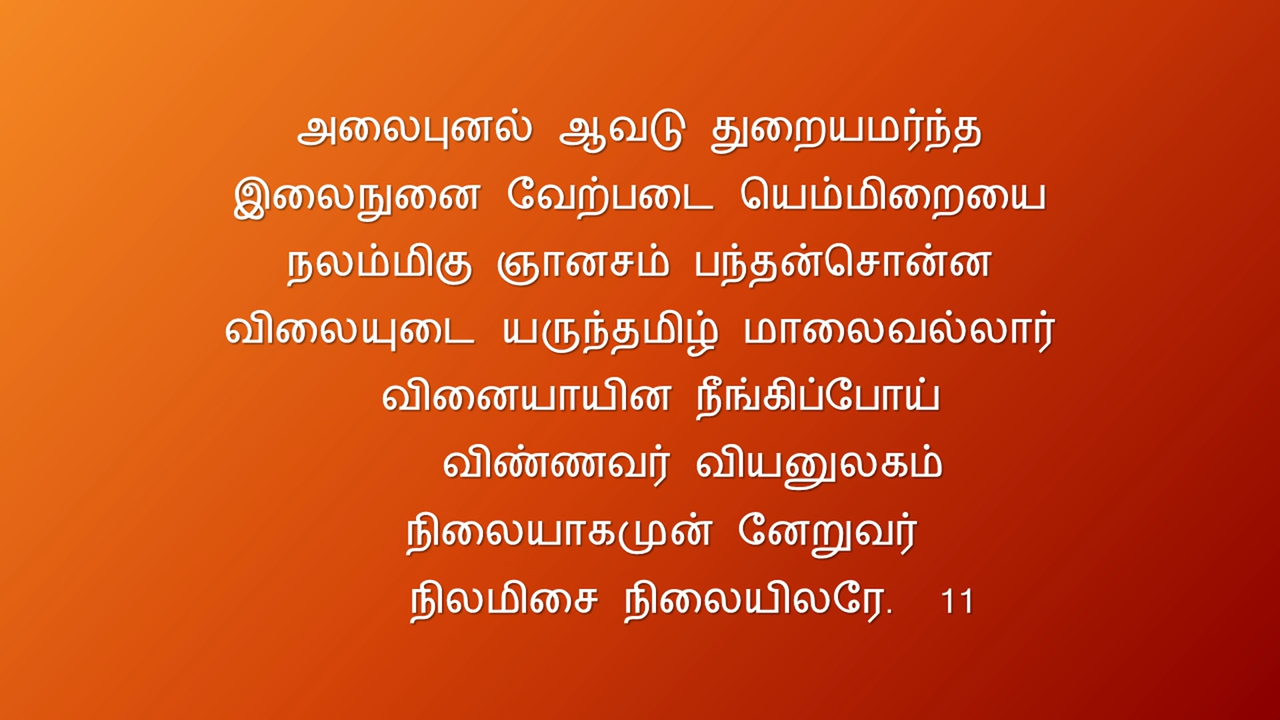 அலைபுனல் ஆவடு துறையமர்ந்த
இலைநுனை வேற்படை யெம்மிறையை
நலம்மிகு ஞானசம் பந்தன்சொன்ன
விலையுடை யருந்தமிழ் மாலைவல்லார்
வினையாயின நீங்கிப்போய்
விண்ணவர் வியனுலகம்
நிலையாகமுன் னேறுவர்
நிலமிசை நிலையிலரே. 11